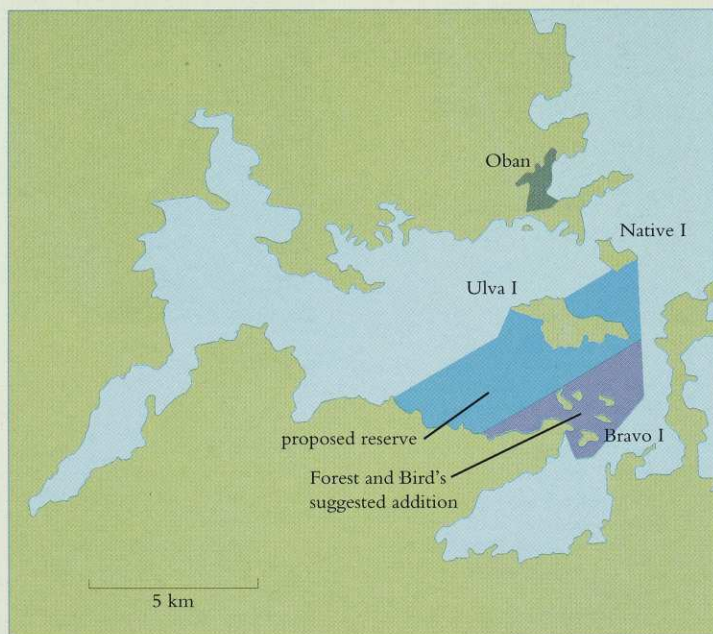 Oban
Native I
Ulva I
proposed reserve
Bravo I
Forest and Bird's
suggested addition
5 km